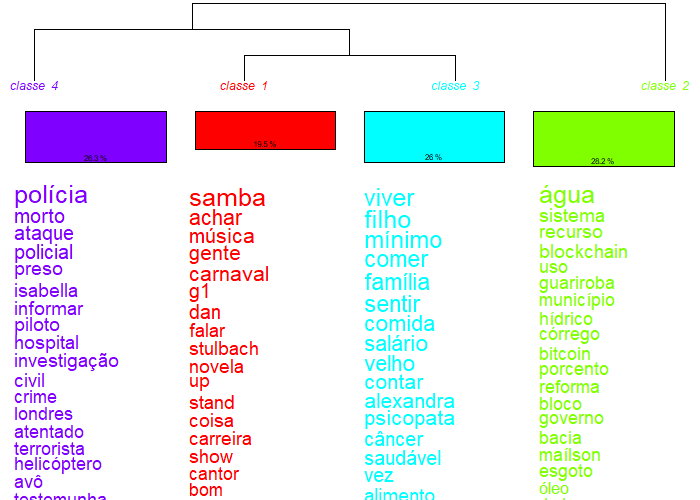 classe 4
classe 1
classe 3
classe 2
26.3 %
19.5 %
26 %
28.2 %
polícia
morto
ataque
policial
preso
isabella
informar
piloto
hospital
investigação
civil
crime
londres
atentado
terrorista
helicóptero
avô
testemunha
samba
achar
música
gente
carnaval
g1
dan
falar
stulbach
novela
up
stand
coisa
carreira
show
cantor
bom
viver
filho
mínimo
comer
família
sentir
comida
salário
velho
contar
alexandra
psicopata
câncer
saudável
vez
alimento
água
sistema
recurso
blockchain
uso
guariroba
município
hídrico
córrego
bitcoin
porcento
reforma
bloco
governo
bacia
maílson
esgoto
óleo